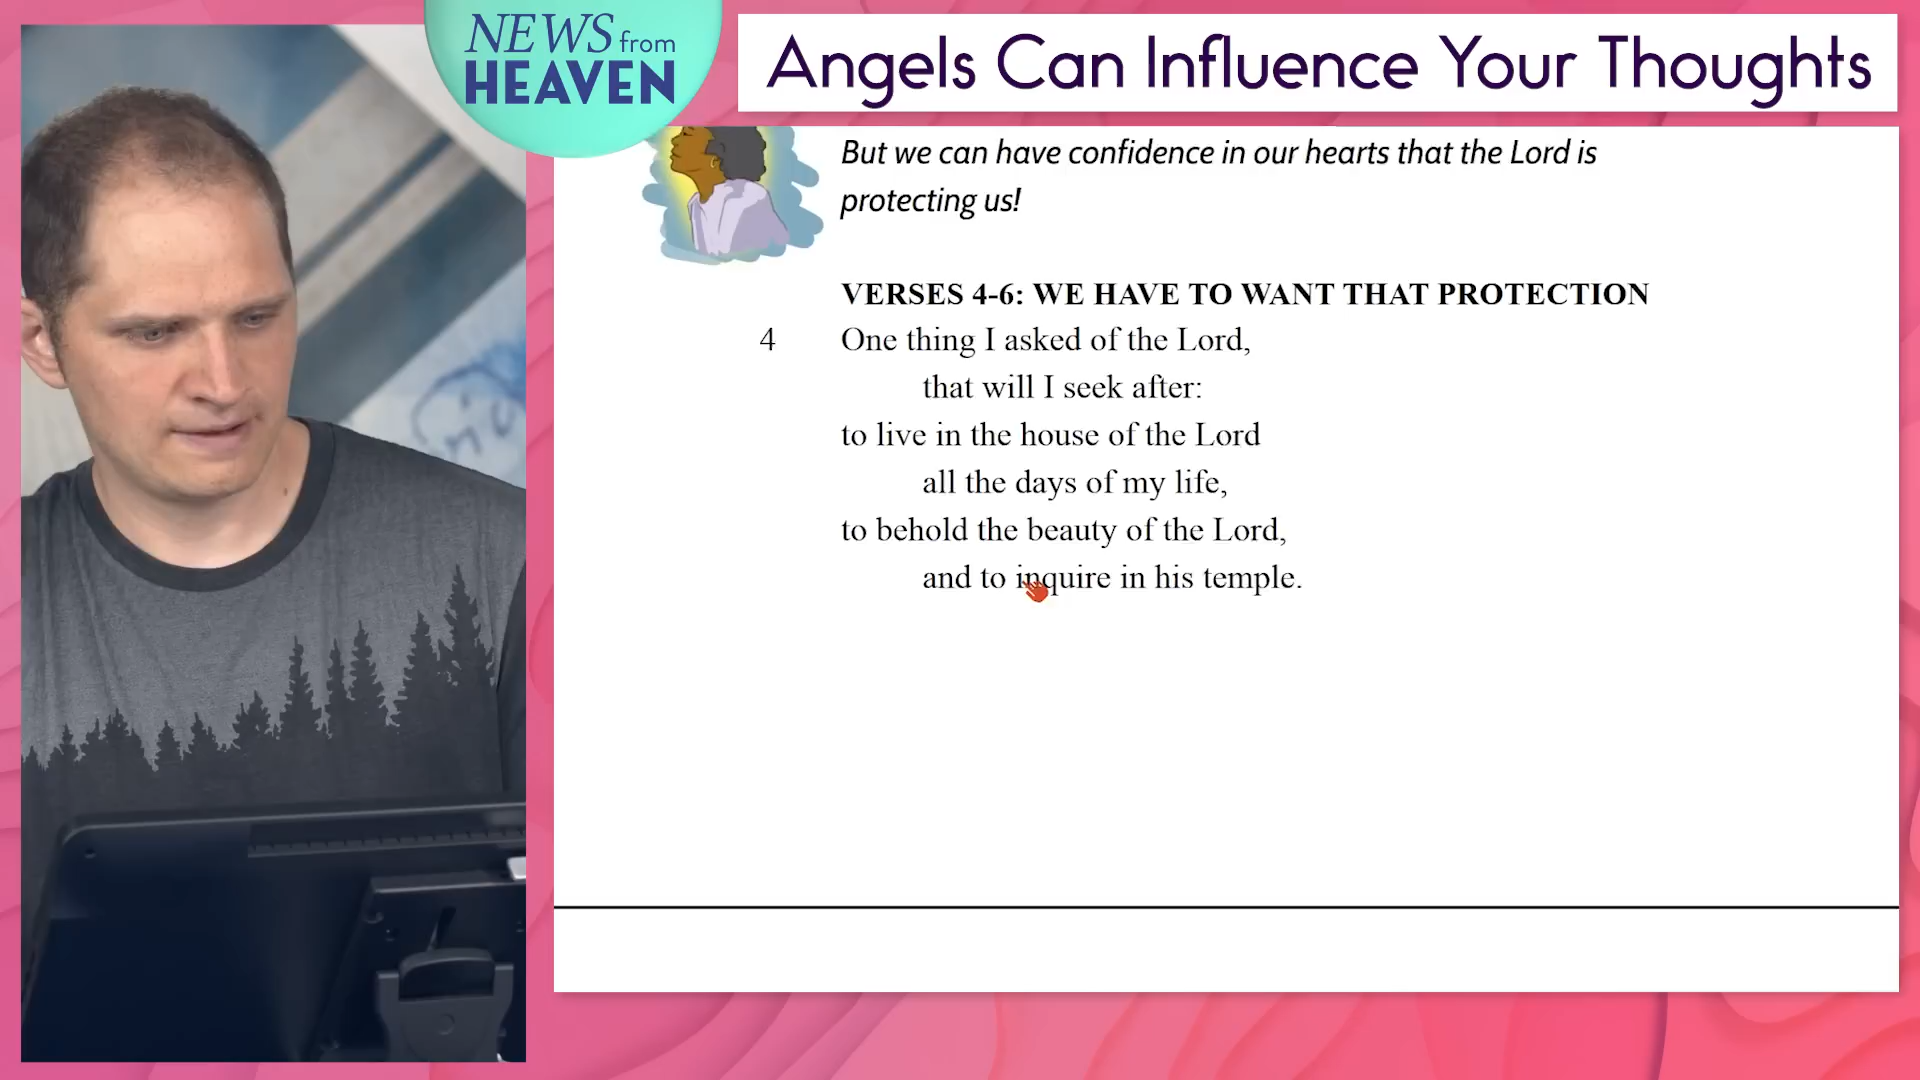 NEWS from
HEAVEN
Angels Can Influence Your Thoughts
But we can have confidence in our hearts that the Lord is
protecting us!
VERSES 4-6: WE HAVE TO WANT THAT PROTECTION
4 One thing I asked of the Lord,
that will I seek after:
to live in the house of the Lord
all the days of my life,
to behold the beauty of the Lord,
and to inquire in his temple.